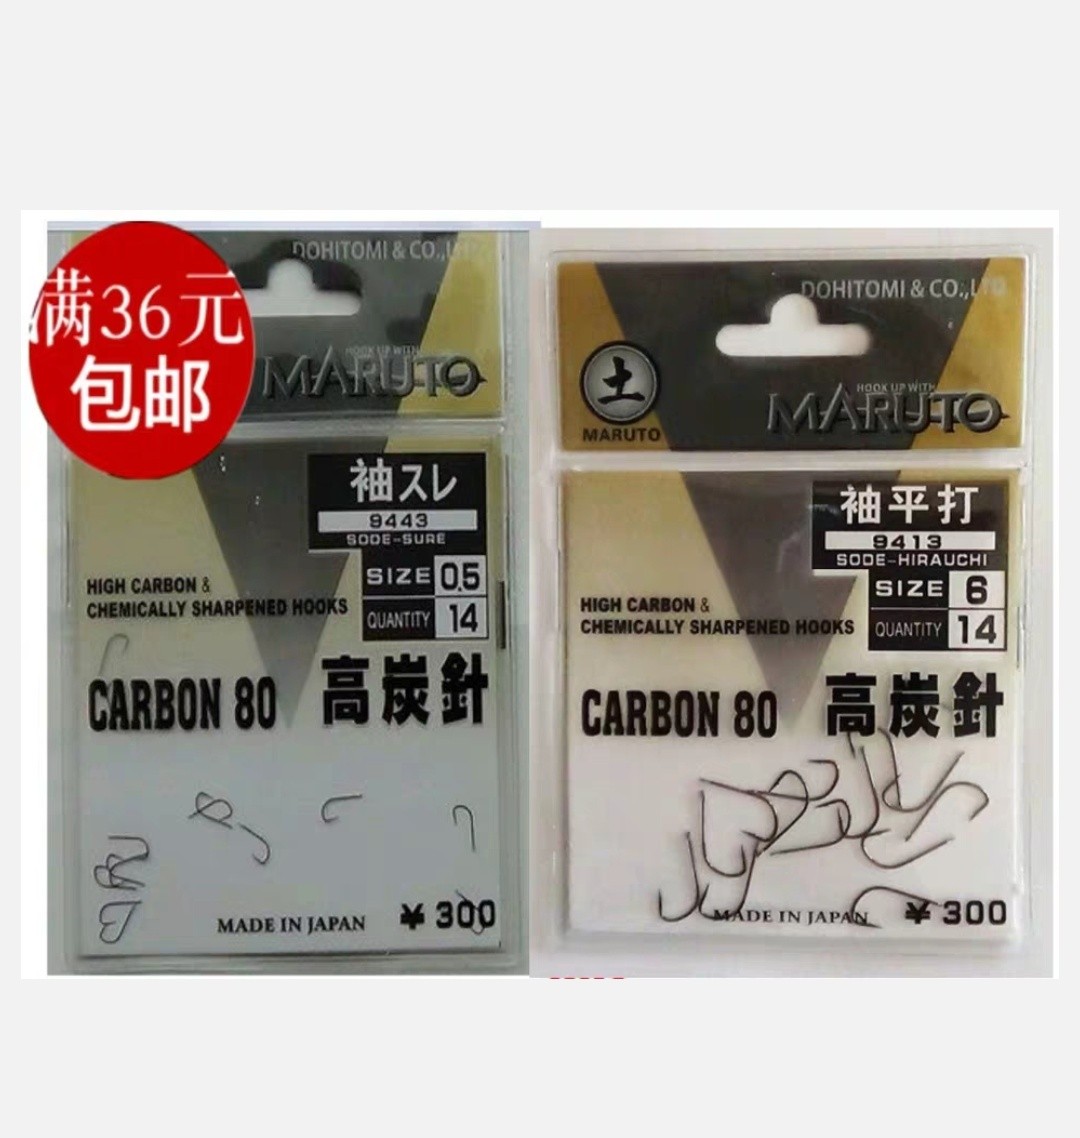 满36元
包邮
DOHITOMI & CO.,LTD
HOOK UP WITH
MARUTO
袖スレ
9443
SODE-SURE
SIZE 0.5
QUANTITY 14
HIGH CARBON &
CHEMICALLY SHARPENED HOOKS
CARBON 80 高炭針
MADE IN JAPAN ¥300
DOHITOMI & CO.,LTD
土
MARUTO
HOOK UP WITH
MARUTO
袖平打
9413
SODE-HIRAUCHI
SIZE 6
QUANTITY 14
HIGH CARBON &
CHEMICALLY SHARPENED HOOKS
CARBON 80 高炭針
MADE IN JAPAN ¥300